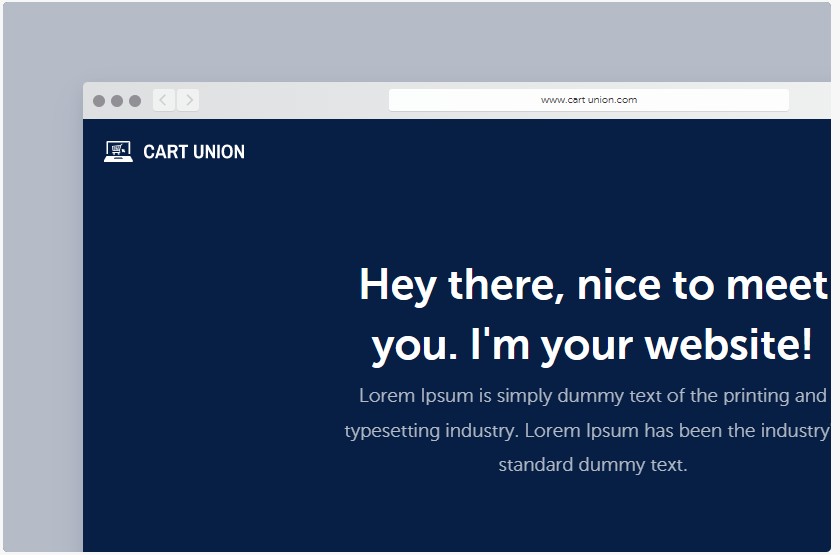 www.cart union.com
CART UNION
Hey there, nice to meet
you. I'm your website!
Lorem Ipsum is simply dummy text of the printing and
typesetting industry. Lorem Ipsum has been the industry
standard dummy text.